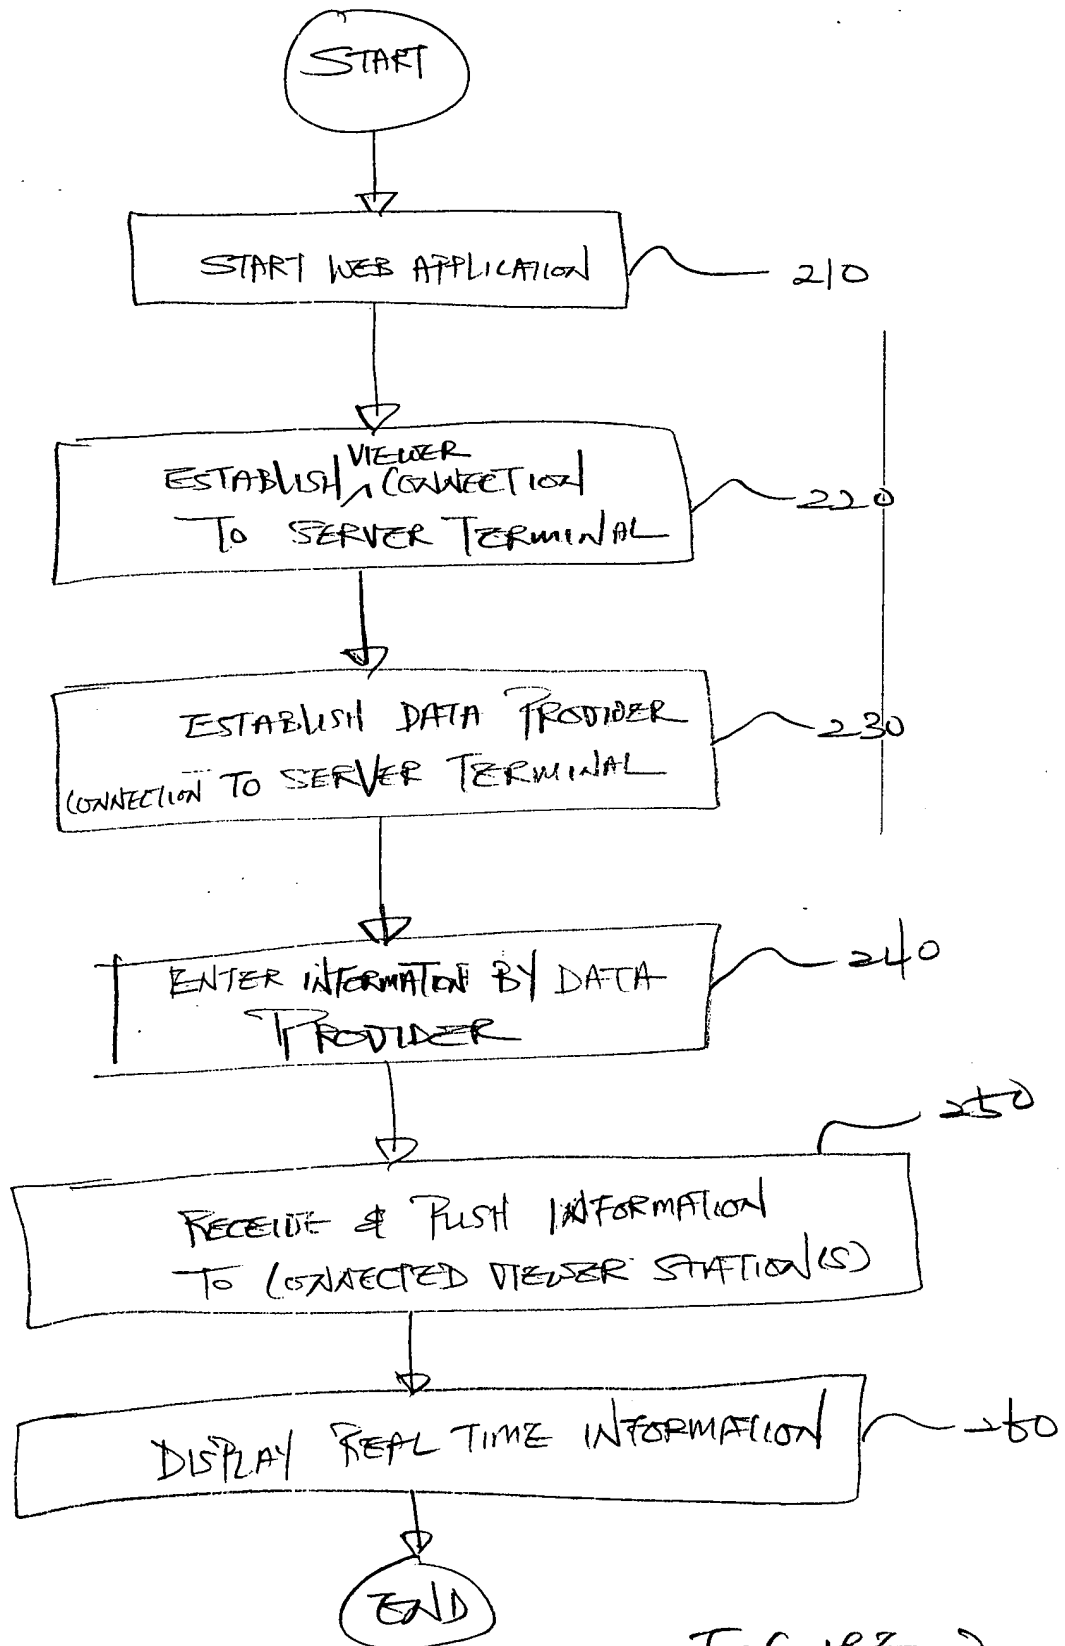 START
START WEB APPLICATION
210
VIEWER
ESTABLISH CONNECTION
TO SERVER TERMINAL
220
ESTABLISH DATA PROVIDER
CONNECTION TO SERVER TERMINAL
230
ENTER INFORMATION BY DATA
PROVIDER
240
250
RECEIVE & PUSH INFORMATION
TO CONNECTED VIEWER STATION(S)
DISPLAY REAL TIME INFORMATION
260
END